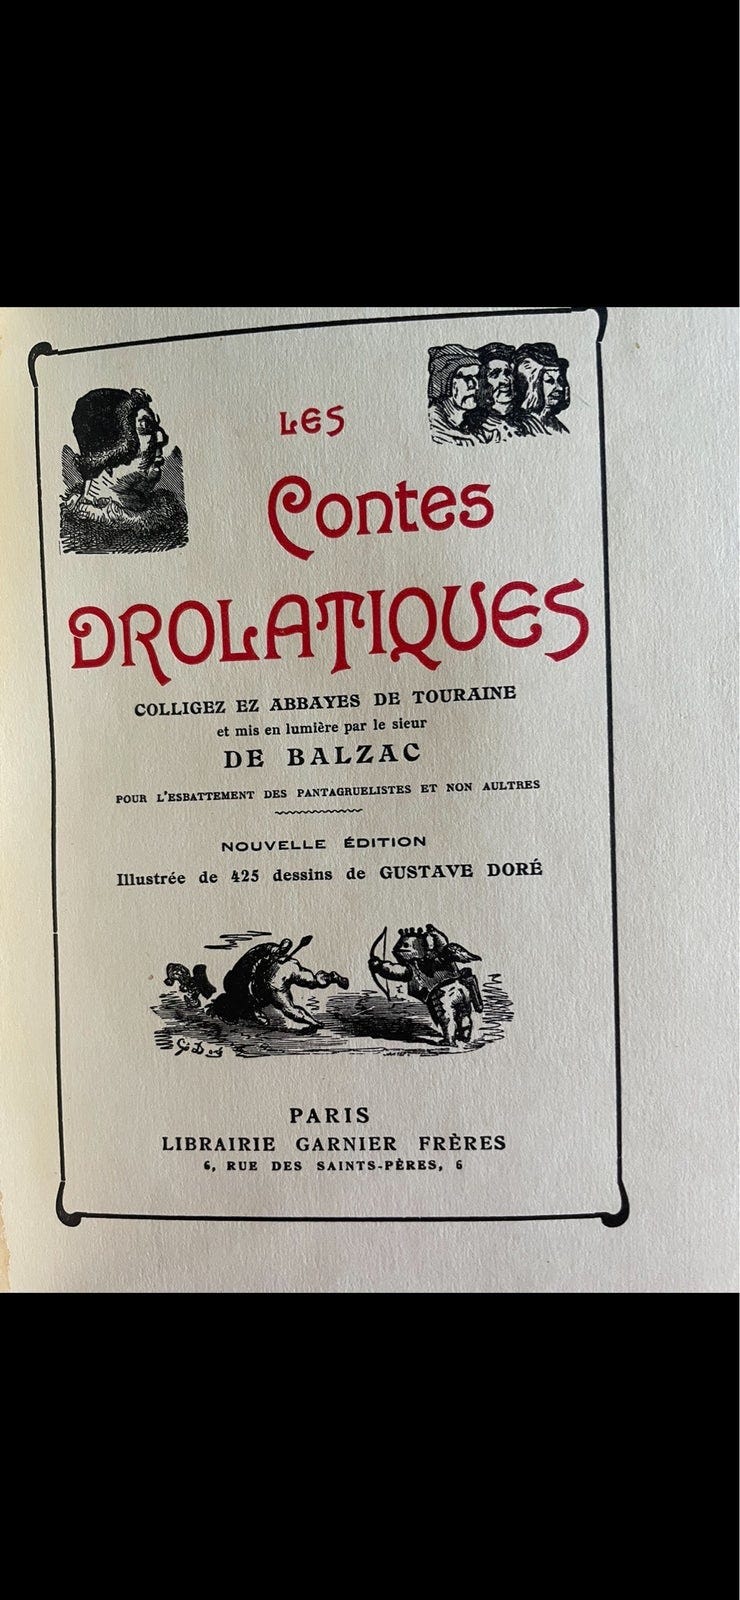 LES
Contes
DROLATIQUES
COLLIGEZ EZ ABBAYES DE TOURAINE
et mis en lumière par le sieur
DE BALZAC
POUR L'ESBATTEMENT DES PANTAGRUELISTES ET NON AULTRES
NOUVELLE ÉDITION
Illustrée de 425 dessins de GUSTAVE DORÉ
G. Doré
PARIS
LIBRAIRIE GARNIER FRÈRES
6, RUE DES SAINTS-PÈRES, 6